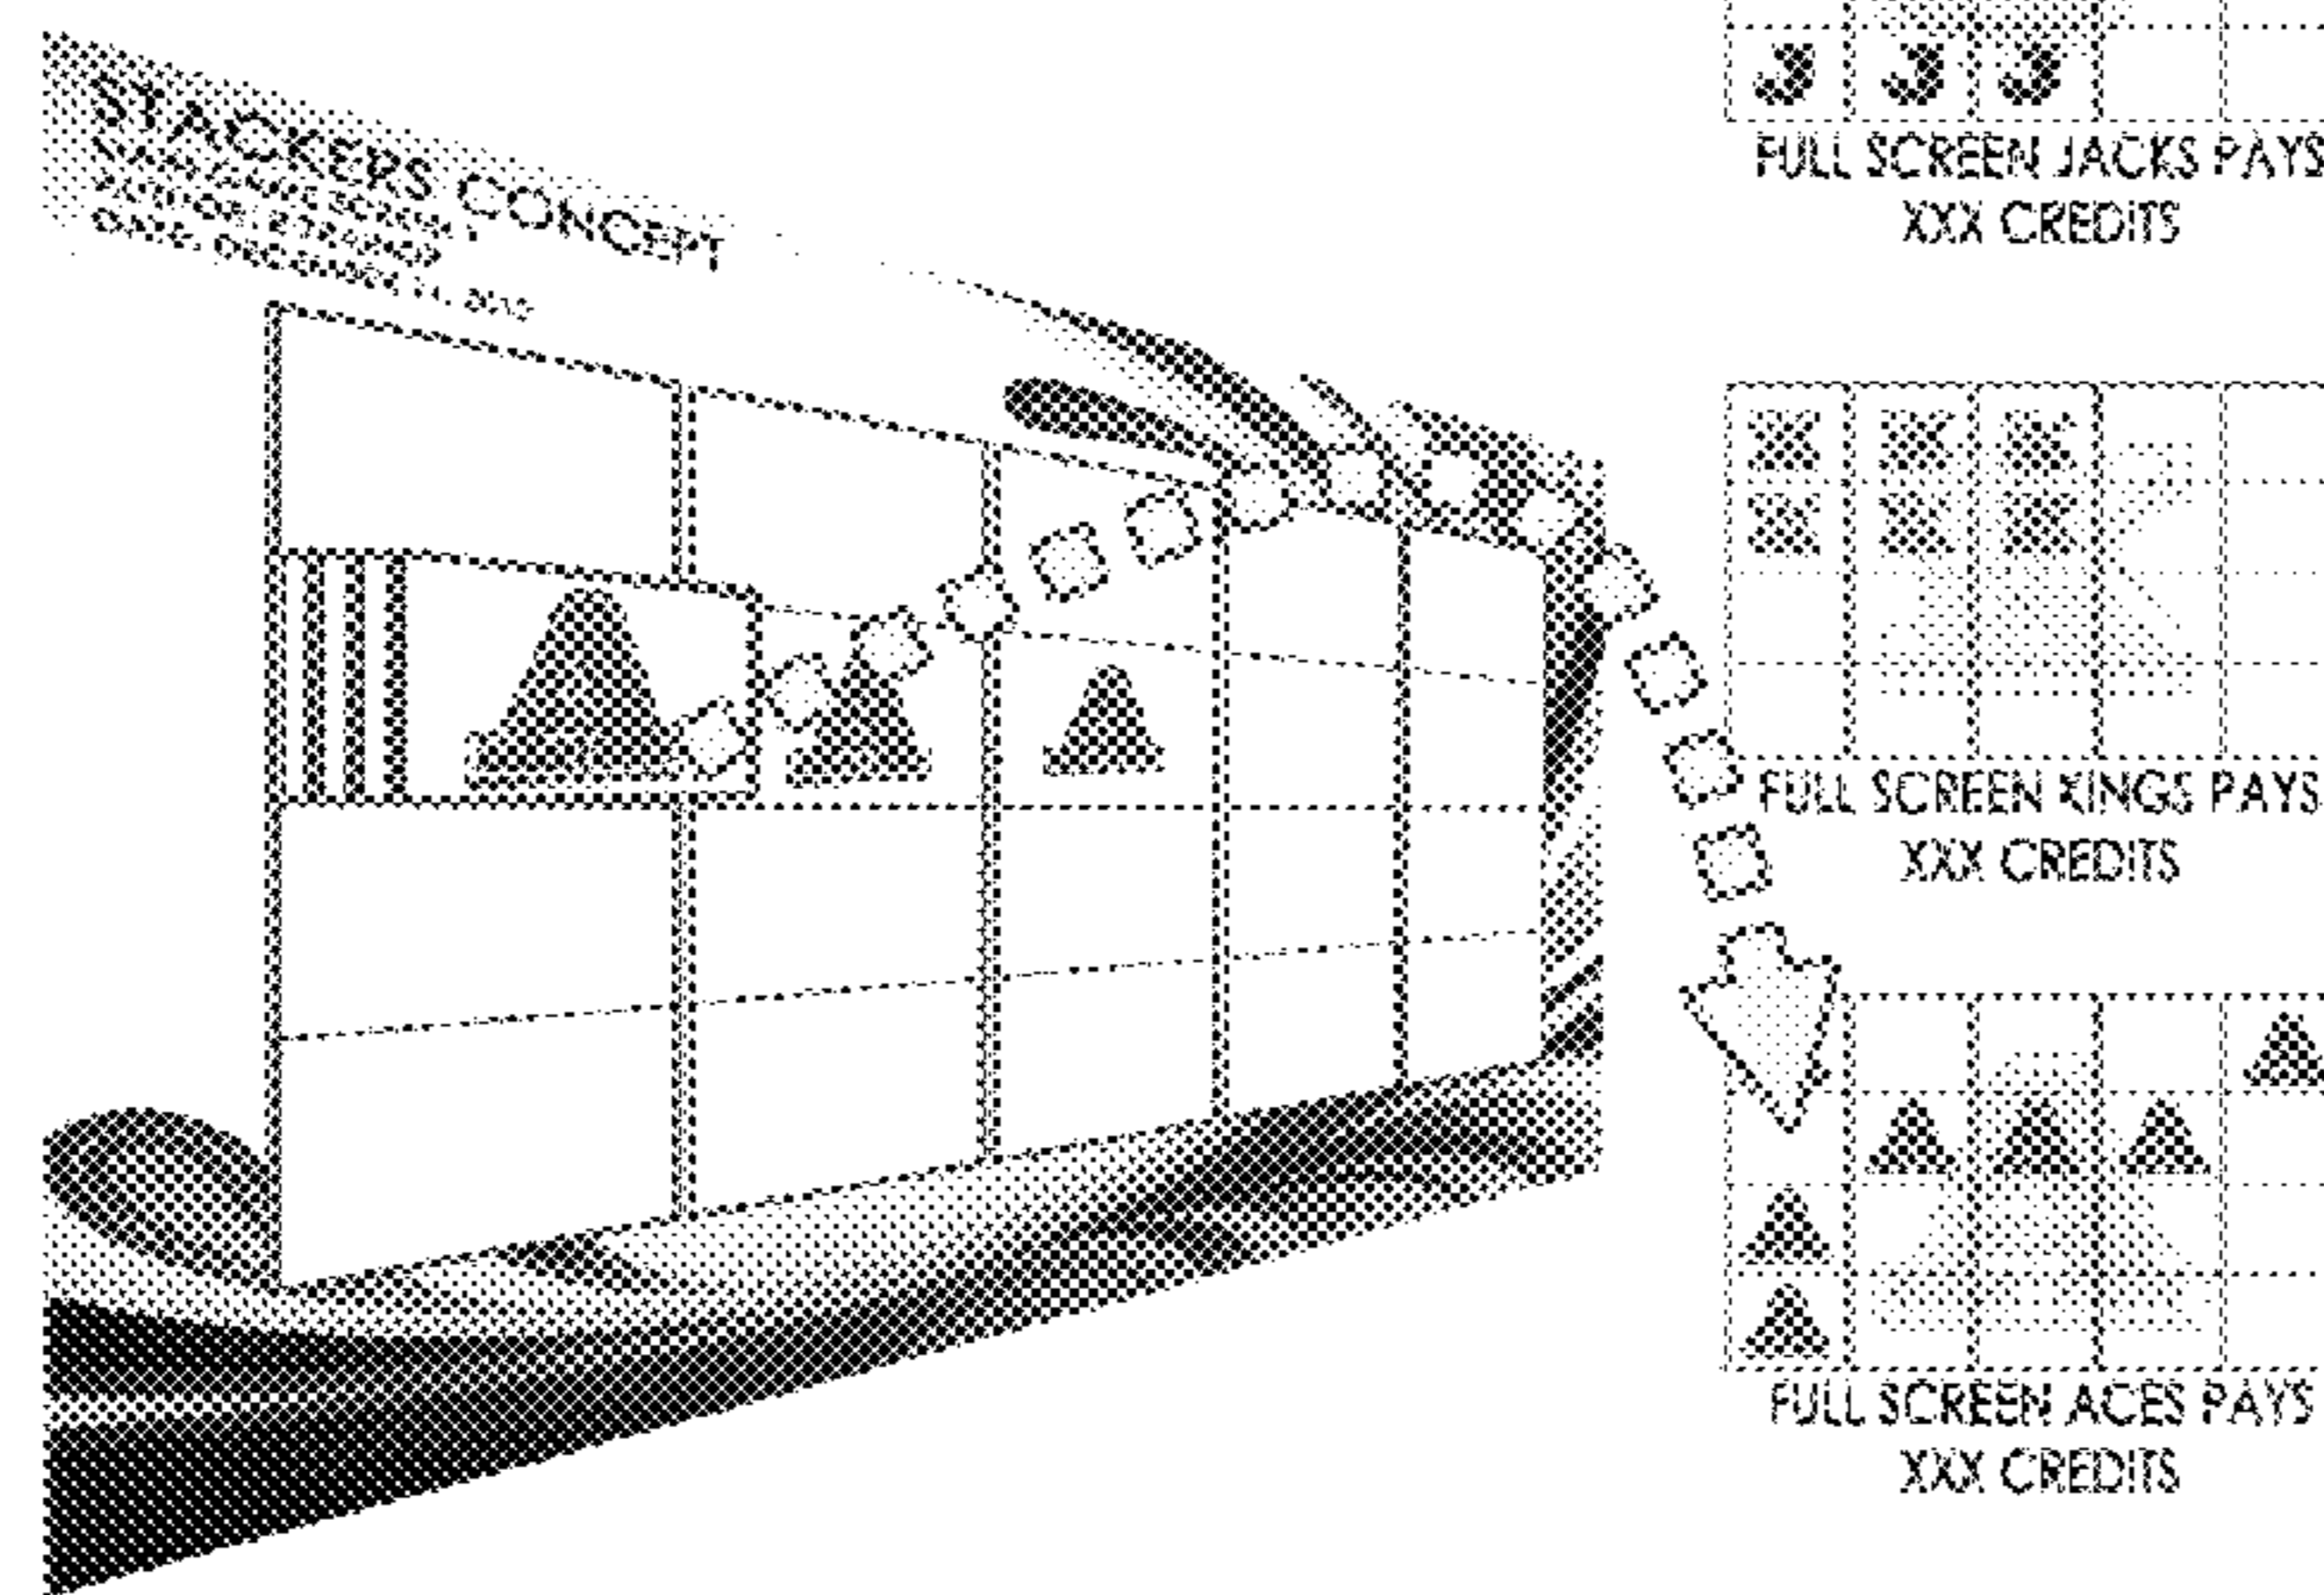 STACKERS CONCEPT
J J J
FULL SCREEN JACKS PAYS
XXX CREDITS
K K K
K K K
FULL SCREEN KINGS PAYS
XXX CREDITS
A A A
A
A A A
A
A
FULL SCREEN ACES PAYS
XXX CREDITS